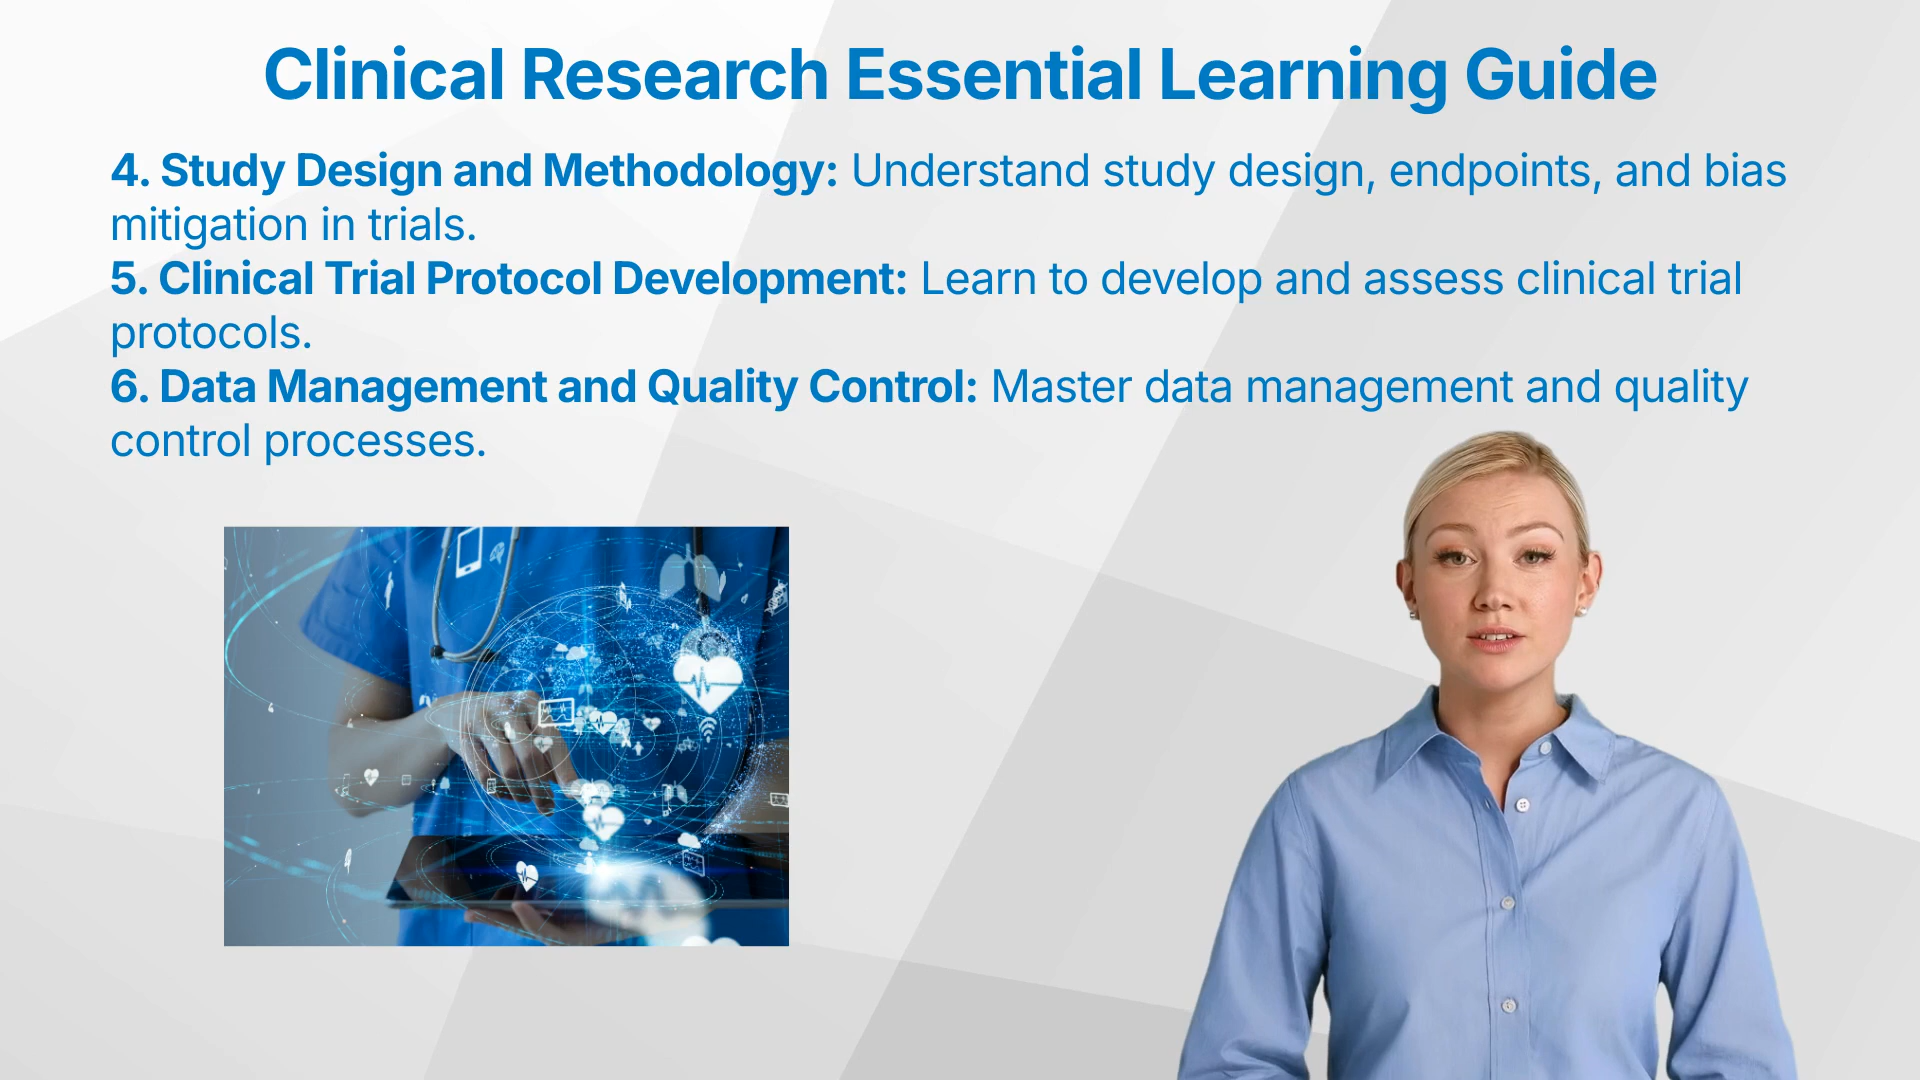 Clinical Research Essential Learning Guide
4. Study Design and Methodology: Understand study design, endpoints, and bias
mitigation in trials.
5. Clinical Trial Protocol Development: Learn to develop and assess clinical trial
protocols.
6. Data Management and Quality Control: Master data management and quality
control processes.